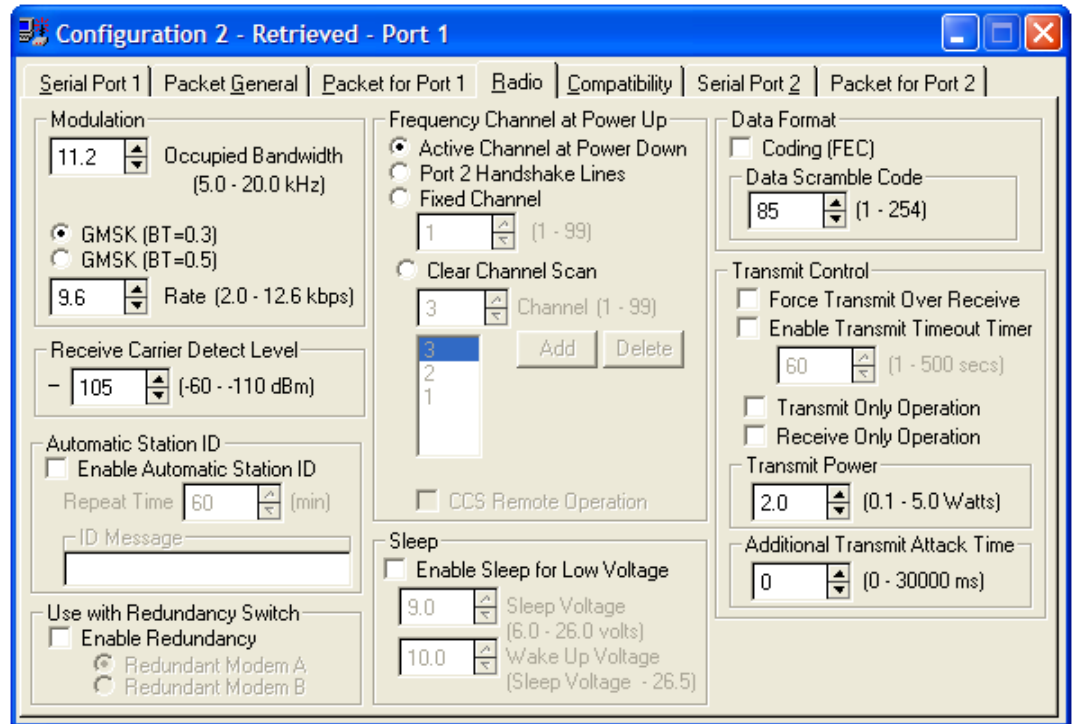 Configuration 2 - Retrieved - Port 1
Serial Port 1
Packet General
Packet for Port 1
Radio
Compatibility
Serial Port 2
Packet for Port 2
Modulation
11.2
Occupied Bandwidth
(5.0 - 20.0 kHz)
GMSK (BT=0.3)
GMSK (BT=0.5)
9.6
Rate (2.0 - 12.6 kbps)
Receive Carrier Detect Level
- 105 (-60 - -110 dBm)
Automatic Station ID
Enable Automatic Station ID
Repeat Time 60 (min)
ID Message
Use with Redundancy Switch
Enable Redundancy
Redundant Modem A
Redundant Modem B
Frequency Channel at Power Up
Active Channel at Power Down
Port 2 Handshake Lines
Fixed Channel
1 (1 - 99)
Clear Channel Scan
3 Channel (1 - 99)
3
2
1
Add
Delete
CCS Remote Operation
Sleep
Enable Sleep for Low Voltage
9.0 Sleep Voltage
(6.0 - 26.0 volts)
10.0 Wake Up Voltage
(Sleep Voltage - 26.5)
Data Format
Coding (FEC)
Data Scramble Code
85 (1 - 254)
Transmit Control
Force Transmit Over Receive
Enable Transmit Timeout Timer
60 (1 - 500 secs)
Transmit Only Operation
Receive Only Operation
Transmit Power
2.0 (0.1 - 5.0 Watts)
Additional Transmit Attack Time
0 (0 - 30000 ms)